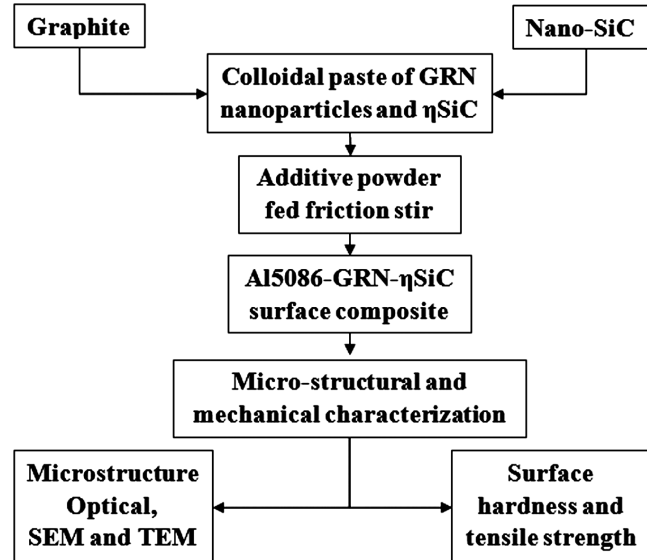 Graphite
Nano-SiC
Colloidal paste of GRN
nanoparticles and ηSiC
Additive powder
fed friction stir
Al5086-GRN-ηSiC
surface composite
Micro-structural and
mechanical characterization
Microstructure
Optical,
SEM and TEM
Surface
hardness and
tensile strength